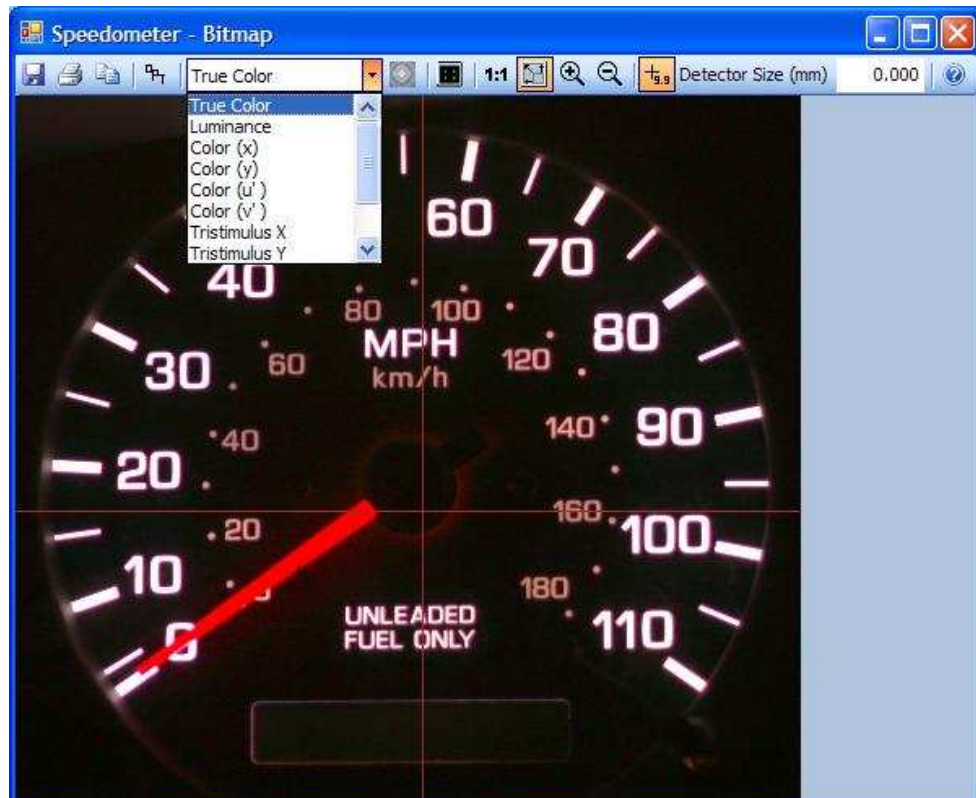 Speedometer - Bitmap
True Color
1:1
+9.9
Detector Size (mm)
0.000
True Color
Luminance
Color (x)
Color (y)
Color (u')
Color (v')
Tristimulus X
Tristimulus Y
60
70
40
80
100
80
MPH
30
60
120
km/h
140
90
40
20
160
20
100
10
180
0
UNLEADED
110
FUEL ONLY